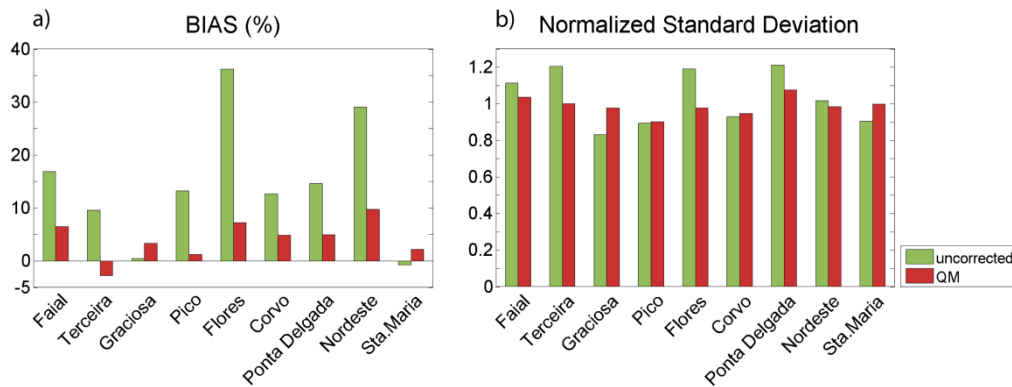 a)
BIAS (%)
40
30
20
10
0
-5
Faial
Terceira
Graciosa
Pico
Flores
Corvo
Ponta Delgada
Nordeste
Sta.Maria
b)
Normalized Standard Deviation
1.2
1
0.8
0.6
0.4
0.2
0
Faial
Terceira
Graciosa
Pico
Flores
Corvo
Ponta Delgada
Nordeste
Sta.Maria
uncorrected
QM